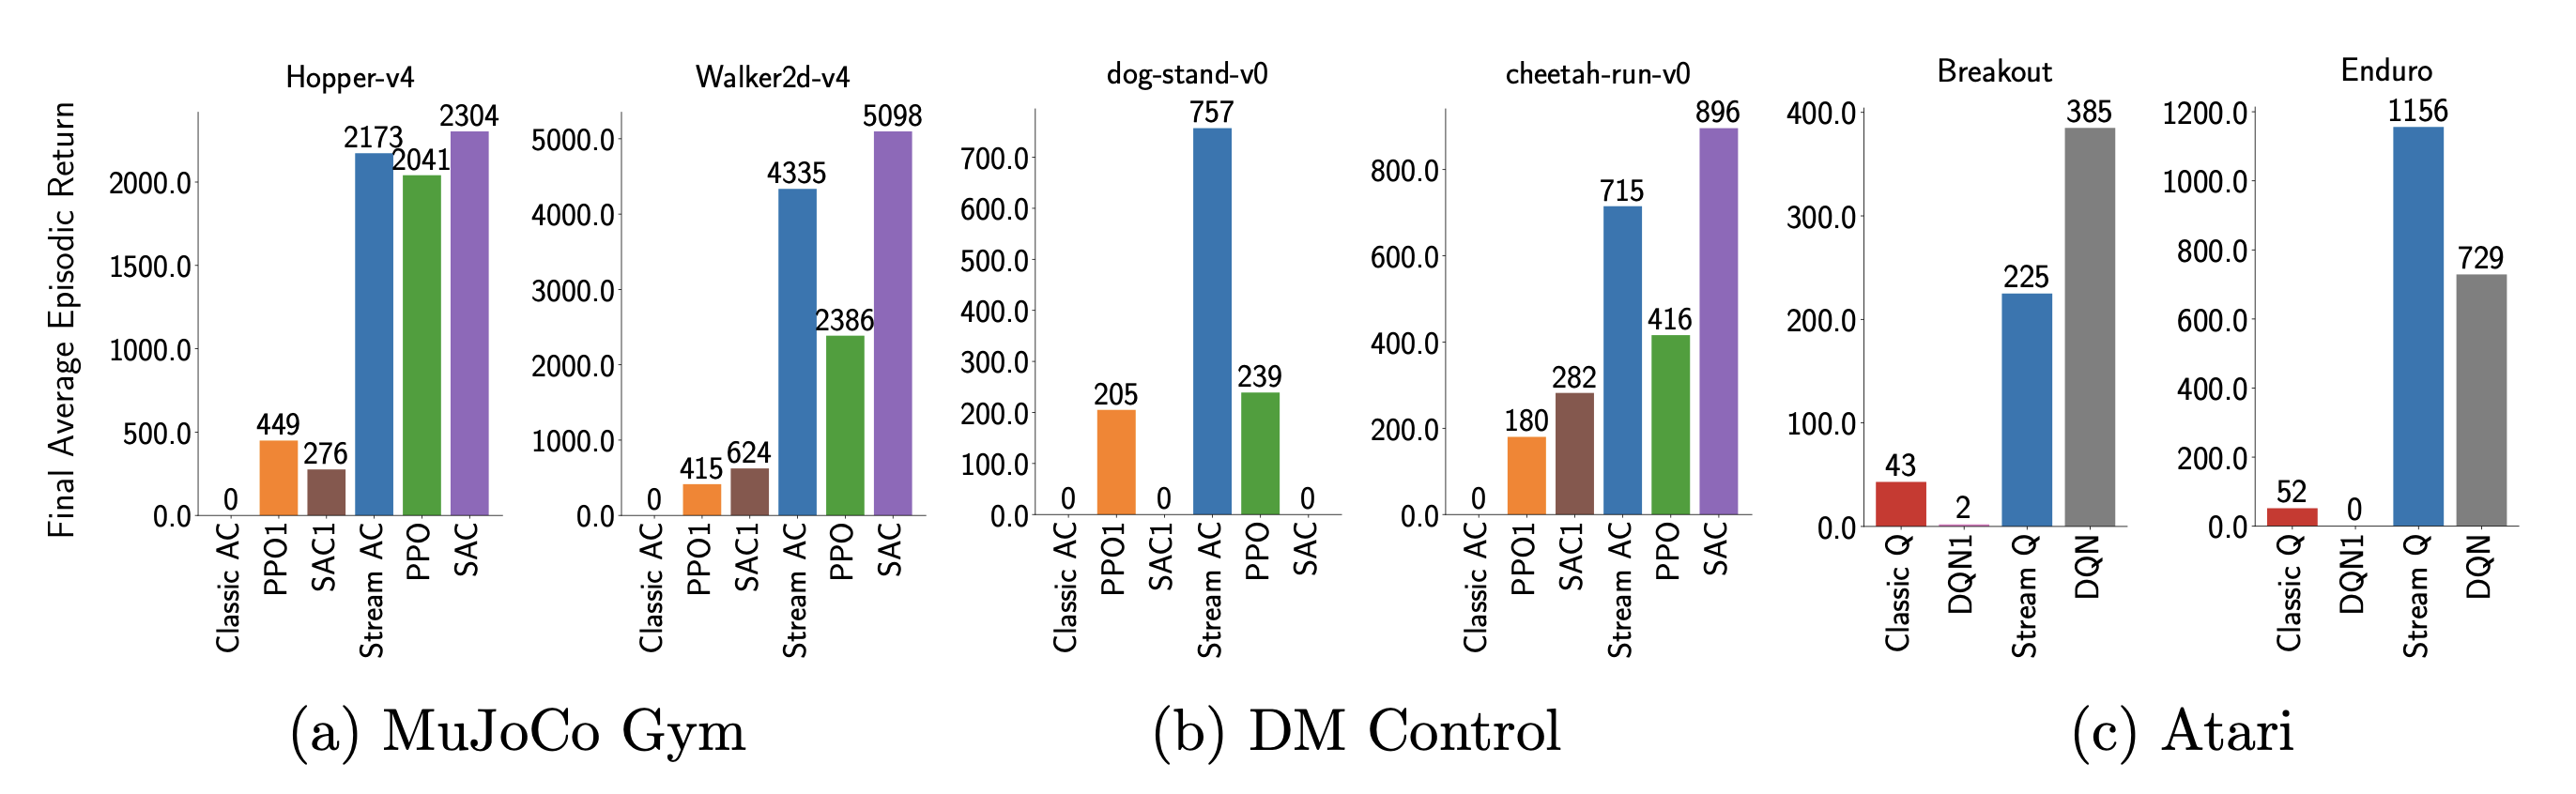 Final Average Episodic Return
Hopper-v4
2000.0
1500.0
1000.0
500.0
0.0
0
449
276
2173
2041
2304
Classic AC
PPO1
SAC1
Stream AC
PPO
SAC
Walker2d-v4
5000.0
4000.0
3000.0
2000.0
1000.0
0.0
0
415
624
4335
2386
5098
Classic AC
PPO1
SAC1
Stream AC
PPO
SAC
(a) MuJoCo Gym
dog-stand-v0
700.0
600.0
500.0
400.0
300.0
200.0
100.0
0.0
0
205
0
757
239
0
Classic AC
PPO1
SAC1
Stream AC
PPO
SAC
cheetah-run-v0
800.0
600.0
400.0
200.0
0.0
0
180
282
715
416
896
Classic AC
PPO1
SAC1
Stream AC
PPO
SAC
(b) DM Control
Breakout
400.0
300.0
200.0
100.0
0.0
43
2
225
385
Classic Q
DQN1
Stream Q
DQN
Enduro
1200.0
1000.0
800.0
600.0
400.0
200.0
0.0
52
0
1156
729
Classic Q
DQN1
Stream Q
DQN
(c) Atari